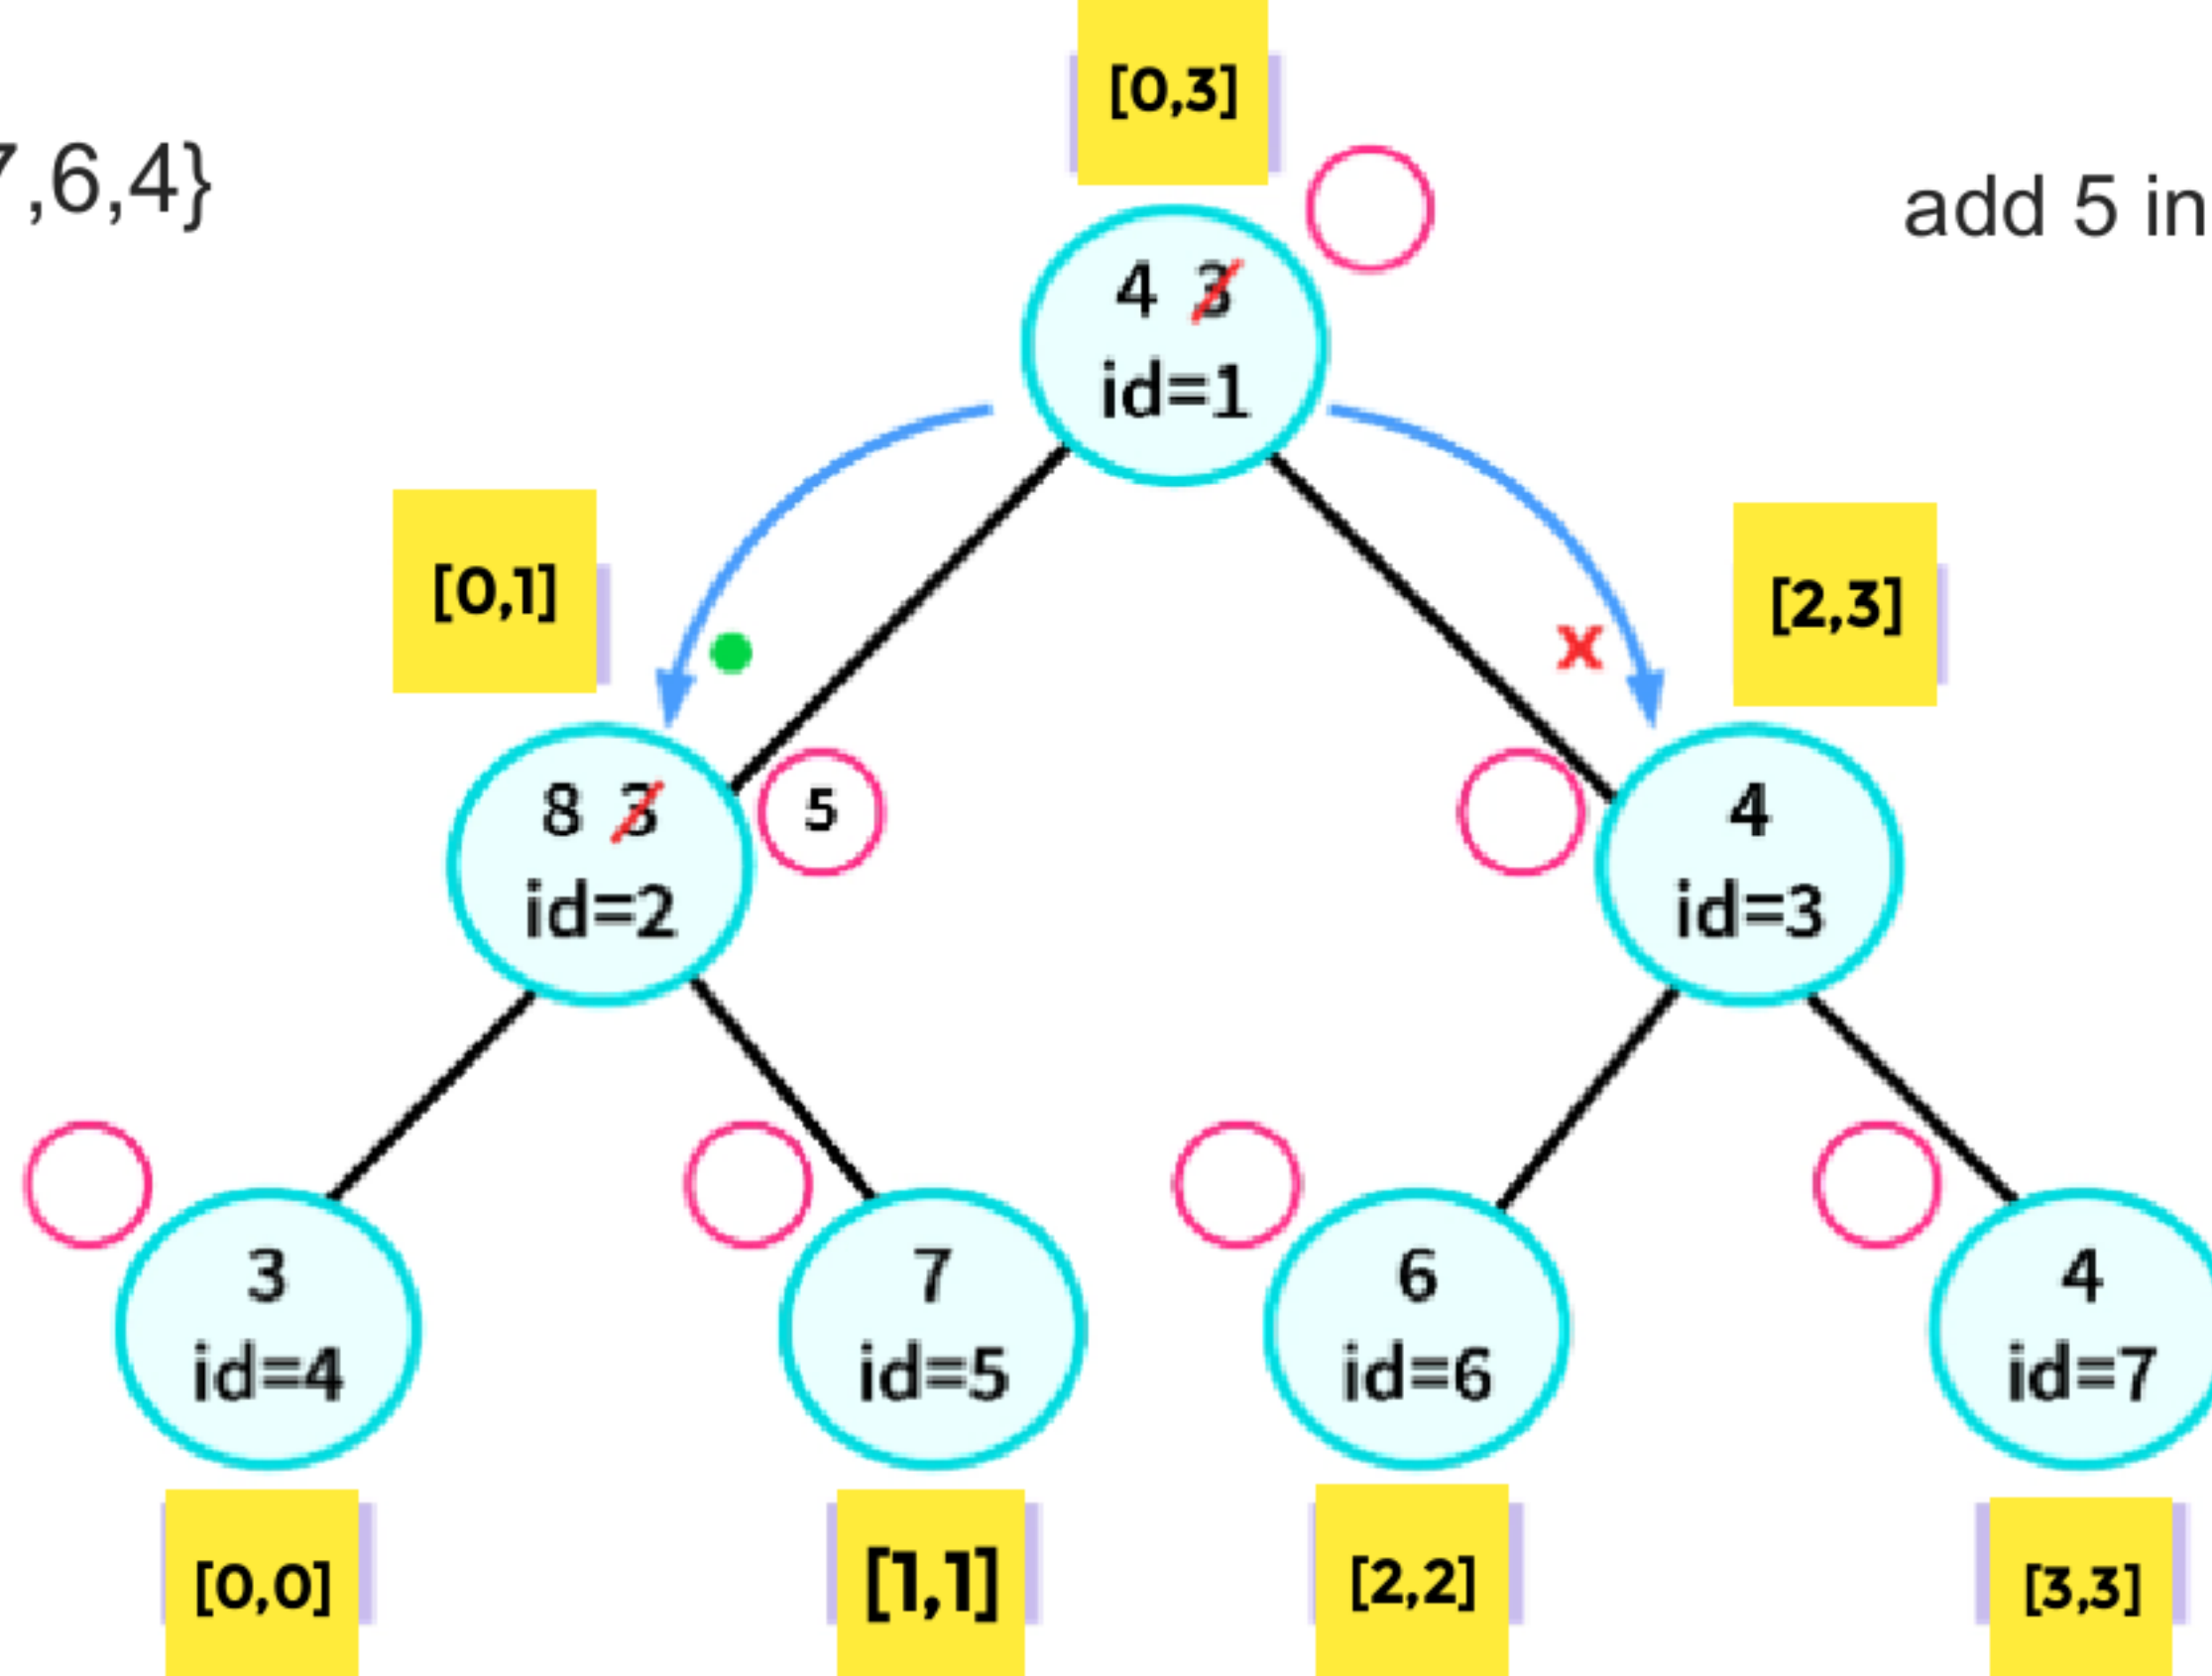 [0,3]
7,6,4}
add 5 in
4 3
id=1
[0,1]
[2,3]
x
8 3
id=2
5
4
id=3
3
id=4
7
id=5
6
id=6
4
id=7
[0,0]
[1,1]
[2,2]
[3,3]